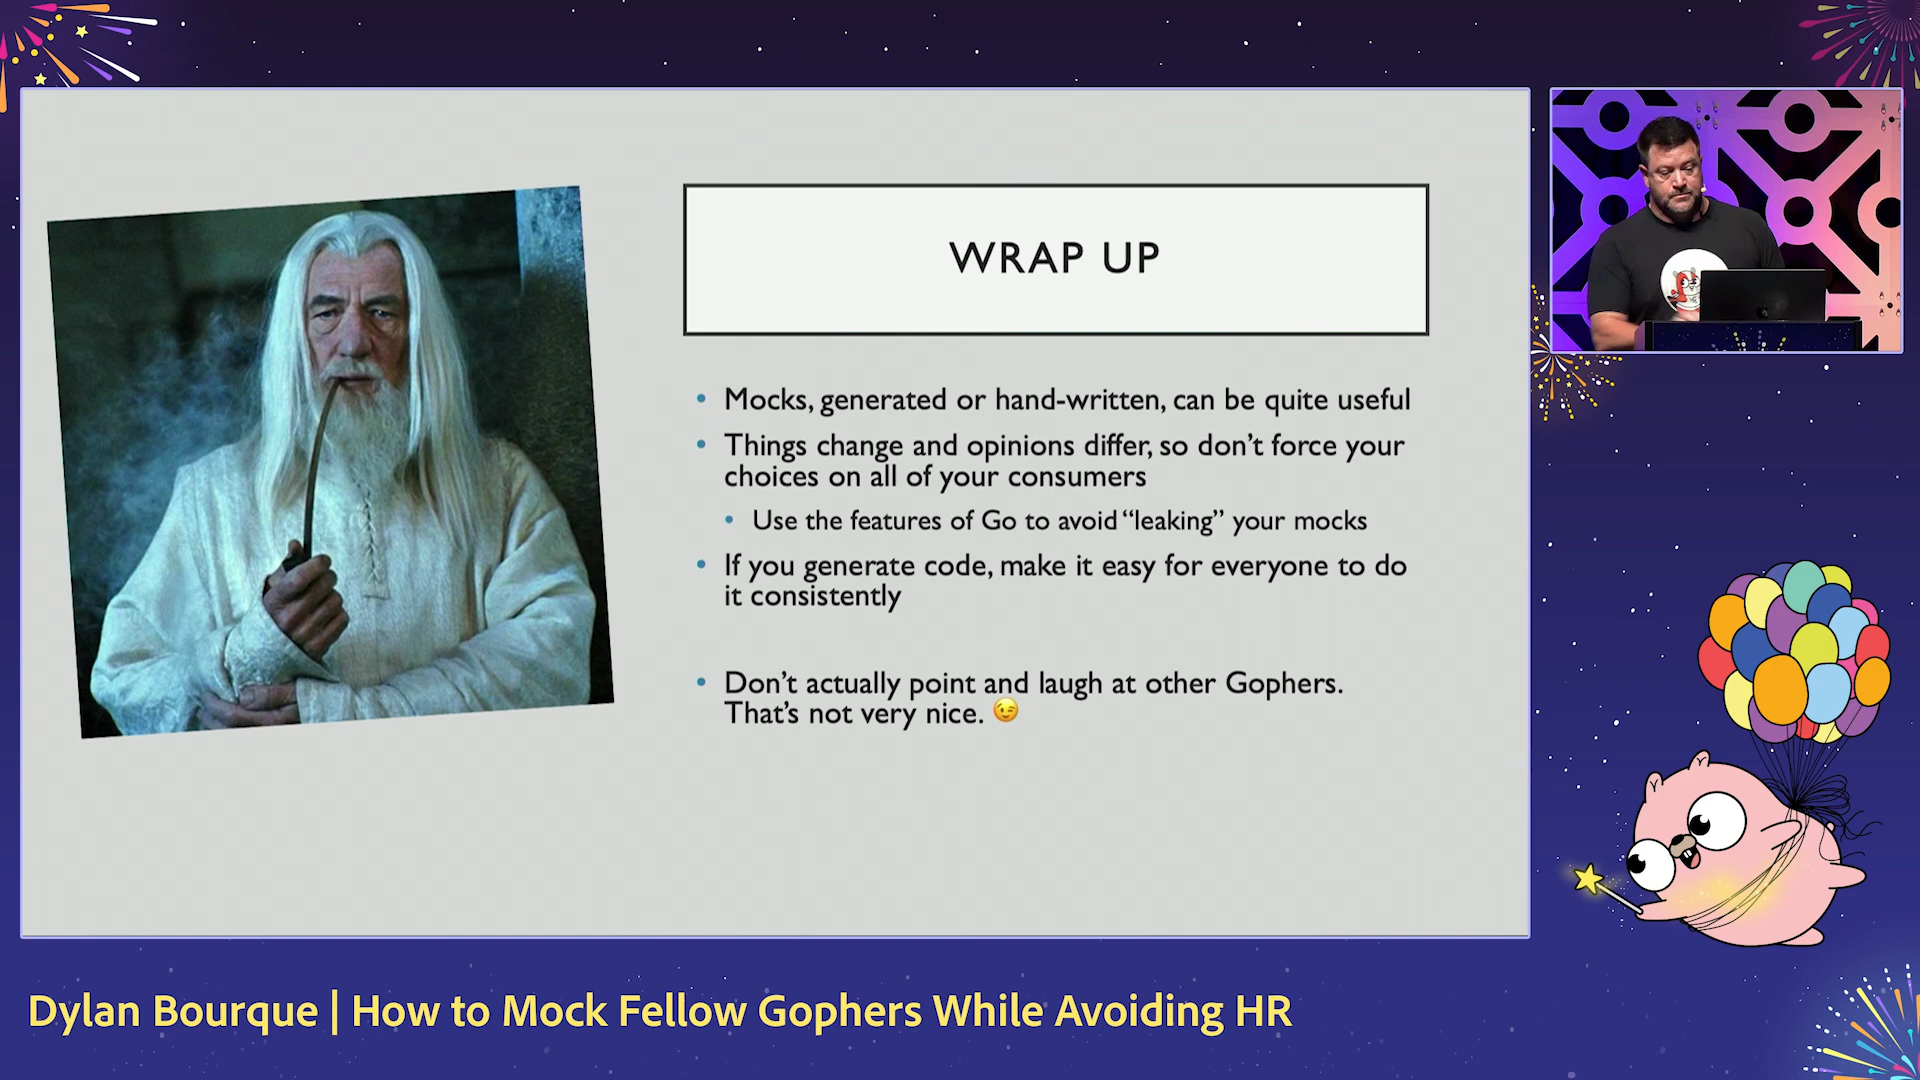 WRAP UP
Mocks, generated or hand-written, can be quite useful
Things change and opinions differ, so don’t force your
choices on all of your consumers
Use the features of Go to avoid “leaking” your mocks
If you generate code, make it easy for everyone to do
it consistently
Don’t actually point and laugh at other Gophers.
That’s not very nice. 😉
Dylan Bourque | How to Mock Fellow Gophers While Avoiding HR